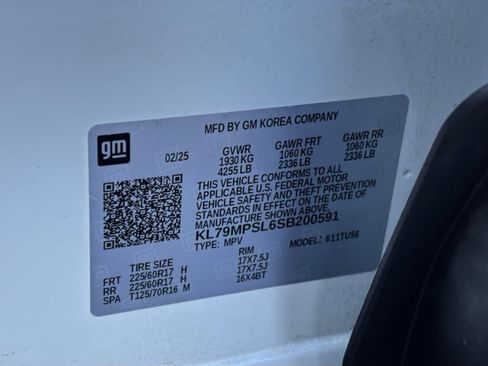 gm
MFD BY GM KOREA COMPANY
02/25 GVWR GAWR FRT GAWR RR
1930 KG 1060 KG 1060 KG
4255 LB 2336 LB 2336 LB
THIS VEHICLE CONFORMS TO ALL
APPLICABLE U.S. FEDERAL MOTOR
VEHICLE SAFETY AND THEFT PREVENTION
STANDARDS IN EFFECT ON THE DATE OF
MANUFACTURE SHOWN ABOVE.
KL79MPSL6SB200591
TYPE: MPV MODEL: 611TU56
TIRE SIZE RIM
FRT 225/60R17 H 17X7.5J
RR 225/60R17 H 17X7.5J
SPA T125/70R16 M 16X4BT